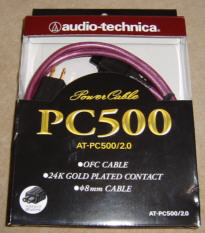 audio-technica
Power Cable
PC500
AT-PC500/2.0
•OFC CABLE
•24K GOLD PLATED CONTACT
•φ8mm CABLE
AT-PC500/2.0